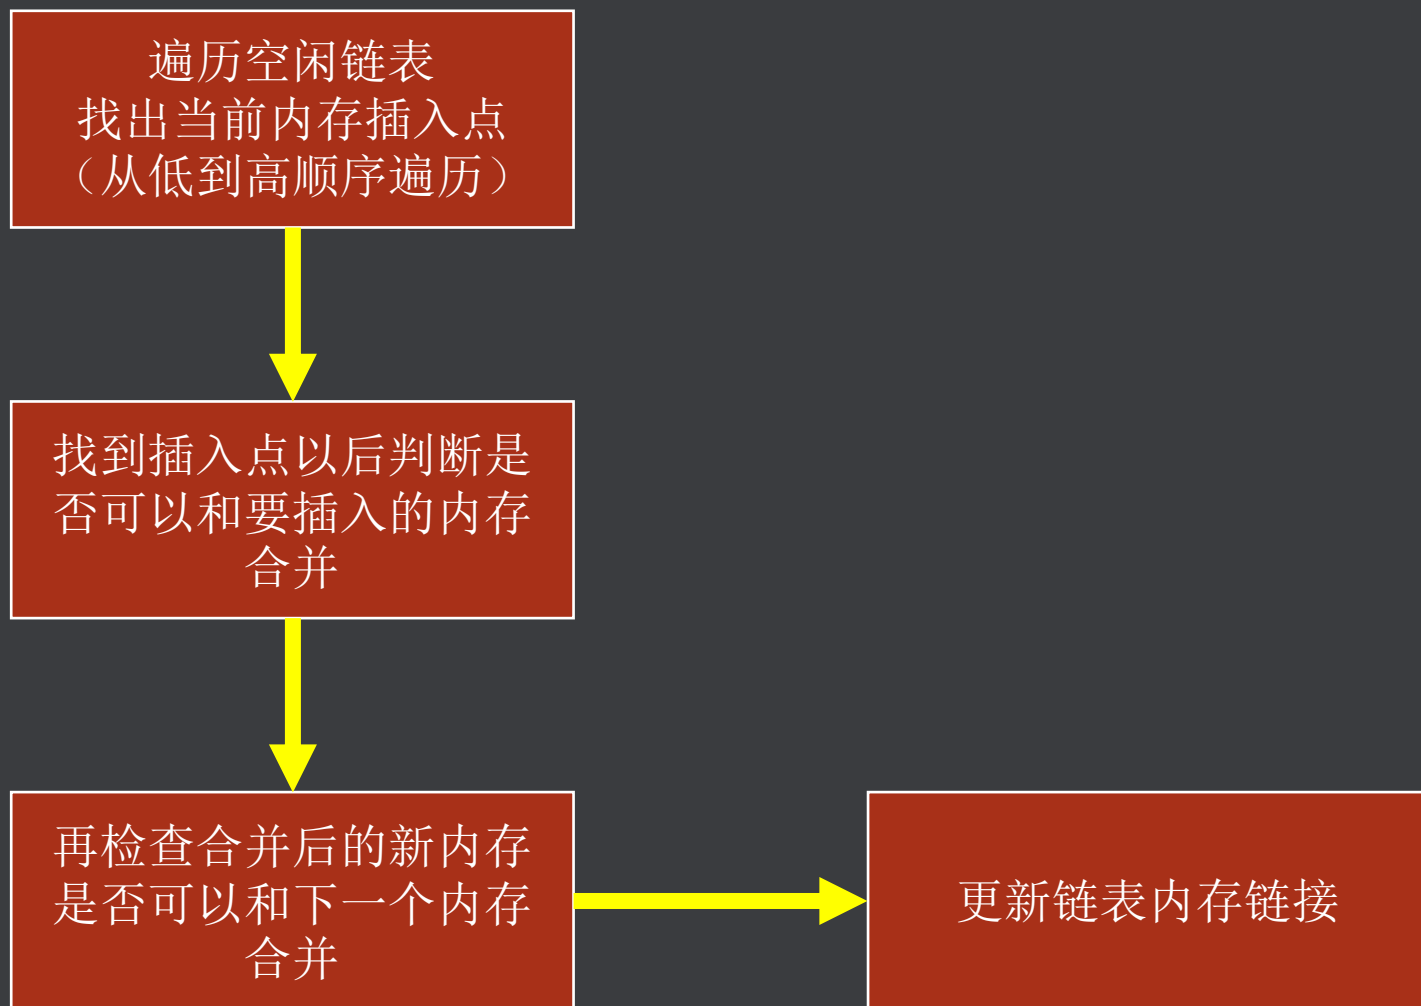 遍历空闲链表
找出当前内存插入点
（从低到高顺序遍历）
找到插入点以后判断是
否可以和要插入的内存
合并
再检查合并后的新内存
是否可以和下一个内存
合并
更新链表内存链接